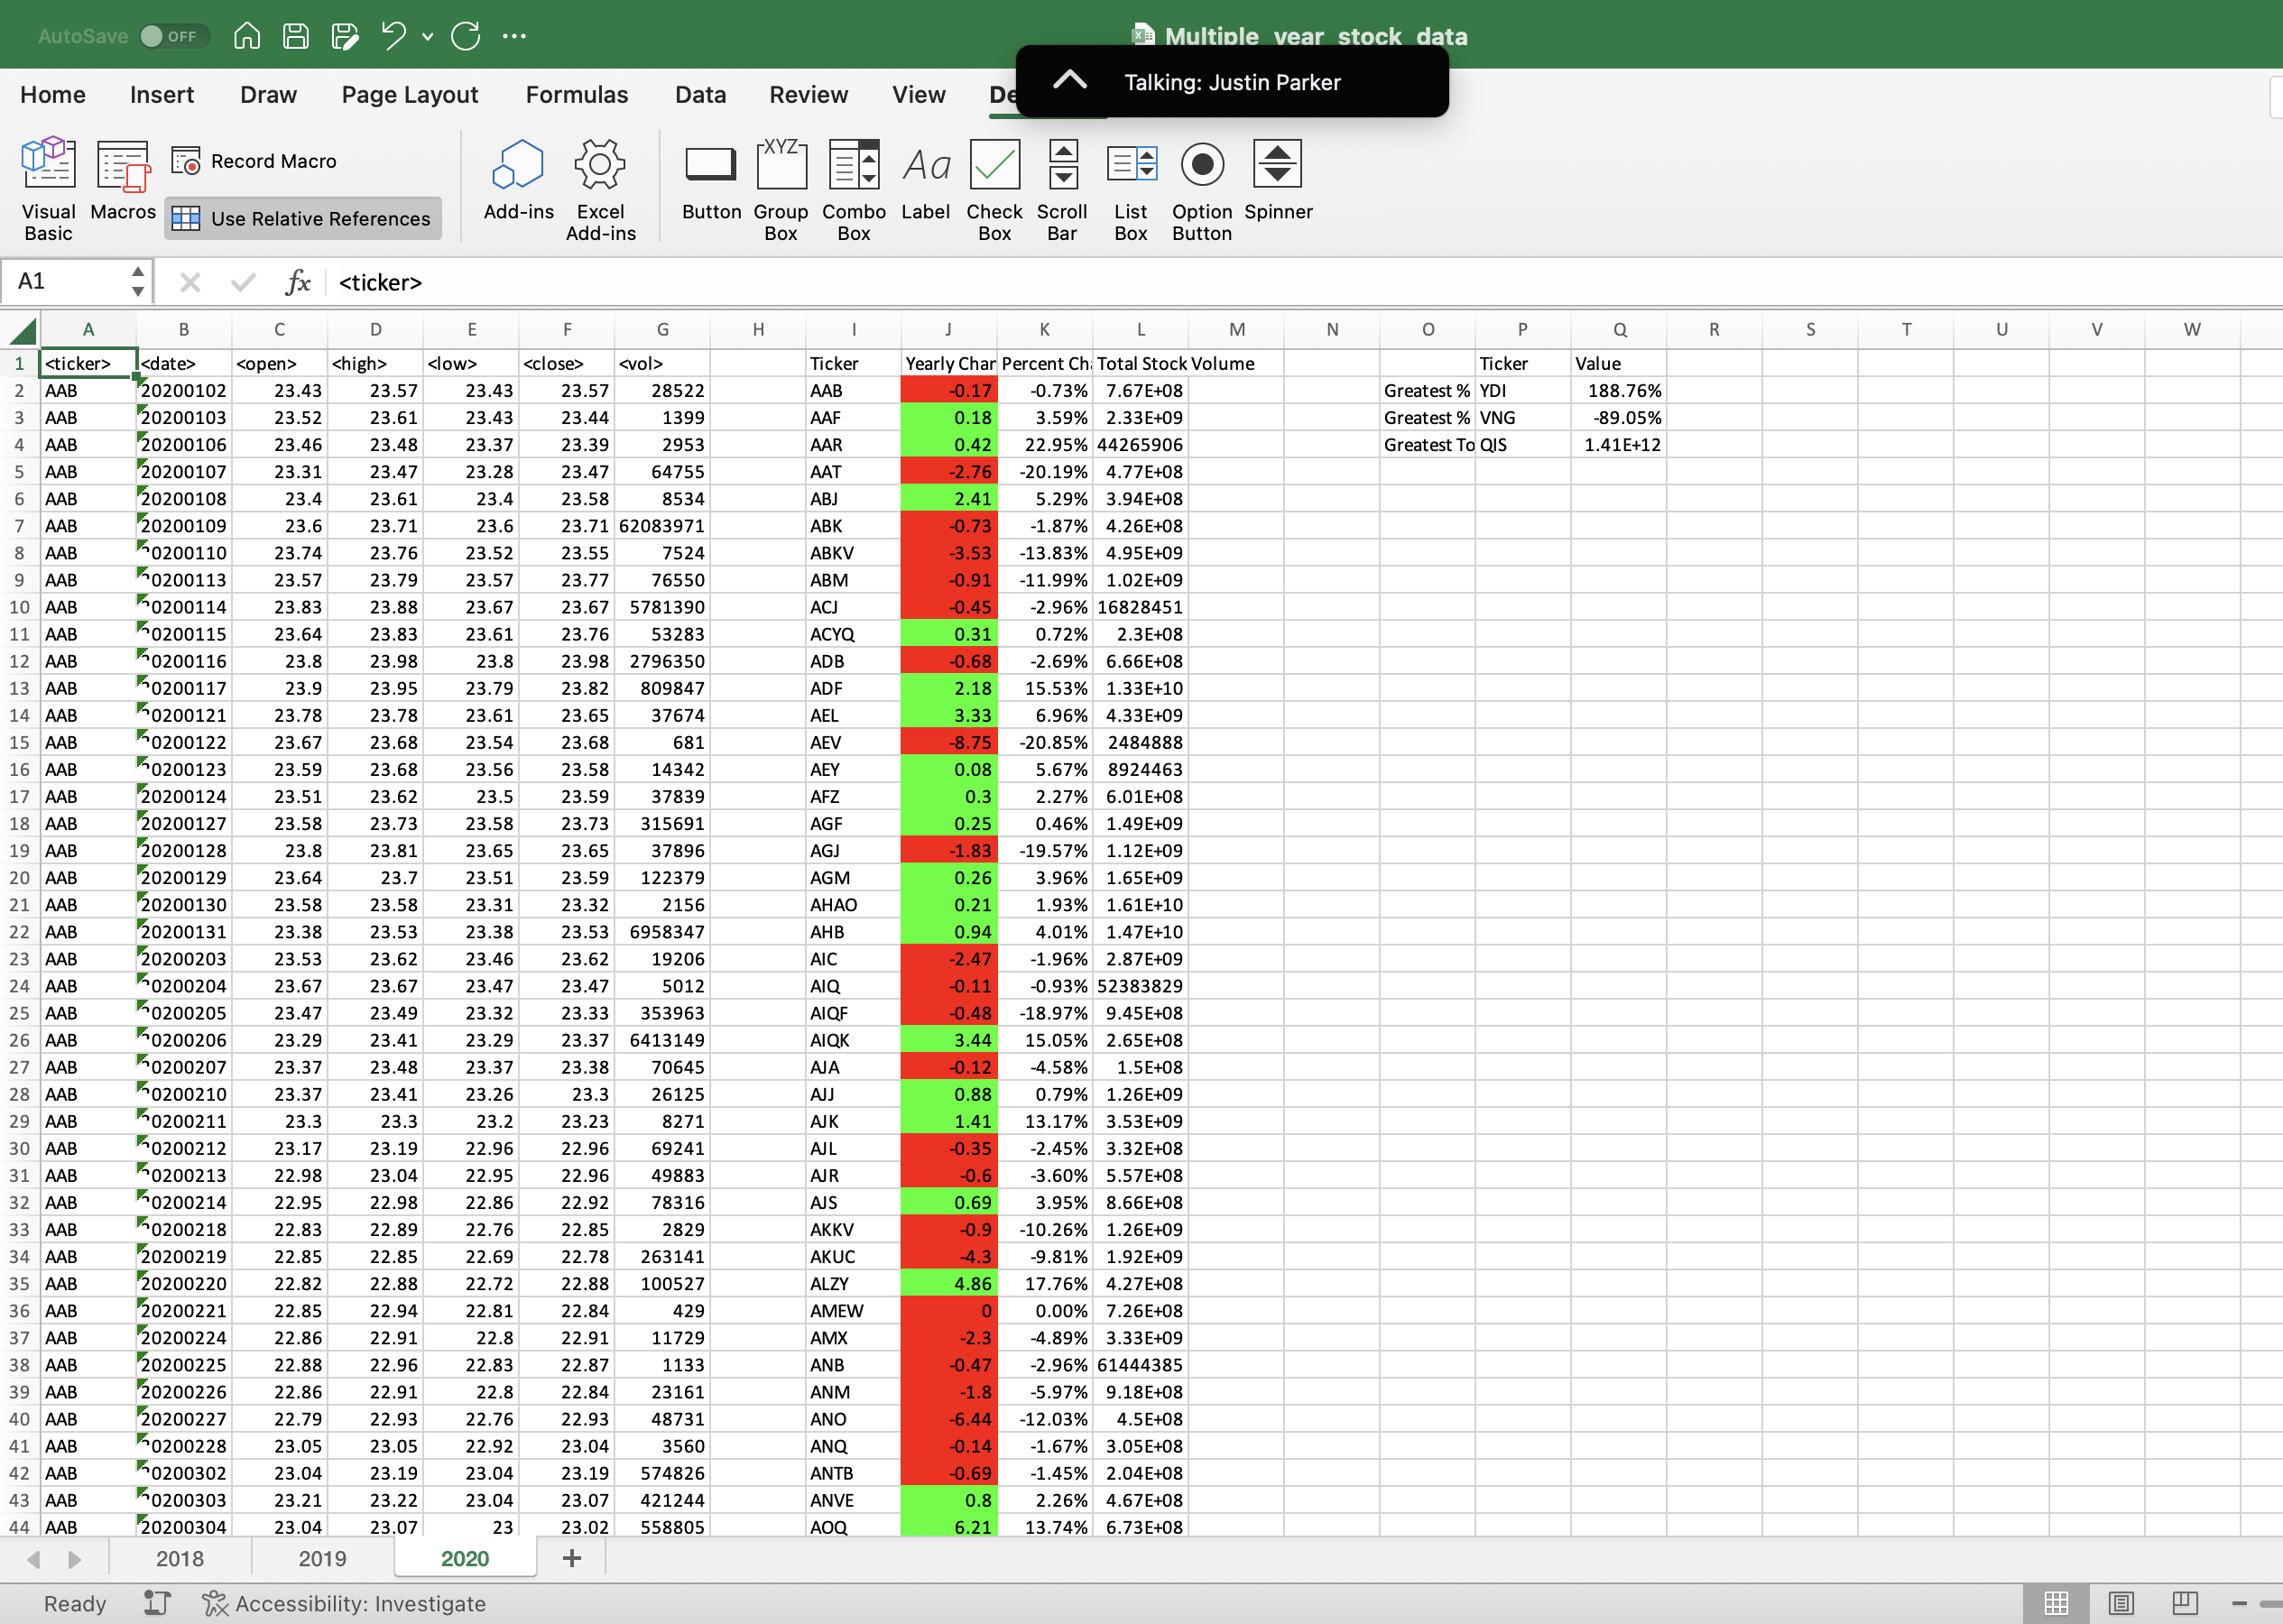 AutoSave OFF Multiple_year_stock_data
Talking: Justin Parker
Home Insert Draw Page Layout Formulas Data Review View De
Visual Basic Macros Record Macro Use Relative References Add-ins Excel Add-ins Button Group Box Combo Box Label Check Box Scroll Bar List Box Option Button Spinner
A1 fx <ticker>
A B C D E F G H I J K L M N O P Q R S T U V W
1 <ticker> <date> <open> <high> <low> <close> <vol> Ticker Yearly Char Percent Ch Total Stock Volume Ticker Value
2 AAB 20200102 23.43 23.57 23.43 23.57 28522 AAB -0.17 -0.73% 7.67E+08 Greatest % YDI 188.76%
3 AAB 20200103 23.52 23.61 23.43 23.44 1399 AAF 0.18 3.59% 2.33E+09 Greatest % VNG -89.05%
4 AAB 20200106 23.46 23.48 23.37 23.39 2953 AAR 0.42 22.95% 44265906 Greatest To QIS 1.41E+12
5 AAB 20200107 23.31 23.47 23.28 23.47 64755 AAT -2.76 -20.19% 4.77E+08
6 AAB 20200108 23.4 23.61 23.4 23.58 8534 ABJ 2.41 5.29% 3.94E+08
7 AAB 20200109 23.6 23.71 23.6 23.71 62083971 ABK -0.73 -1.87% 4.26E+08
8 AAB 20200110 23.74 23.76 23.52 23.55 7524 ABKV -3.53 -13.83% 4.95E+09
9 AAB 20200113 23.57 23.79 23.57 23.77 76550 ABM -0.91 -11.99% 1.02E+09
10 AAB 20200114 23.83 23.88 23.67 23.67 5781390 ACJ -0.45 -2.96% 16828451
11 AAB 20200115 23.64 23.83 23.61 23.76 53283 ACYQ 0.31 0.72% 2.3E+08
12 AAB 20200116 23.8 23.98 23.8 23.98 2796350 ADB -0.68 -2.69% 6.66E+08
13 AAB 20200117 23.9 23.95 23.79 23.82 809847 ADF 2.18 15.53% 1.33E+10
14 AAB 20200121 23.78 23.78 23.61 23.65 37674 AEL 3.33 6.96% 4.33E+09
15 AAB 20200122 23.67 23.68 23.54 23.68 681 AEV -8.75 -20.85% 2484888
16 AAB 20200123 23.59 23.68 23.56 23.58 14342 AEY 0.08 5.67% 8924463
17 AAB 20200124 23.51 23.62 23.5 23.59 37839 AFZ 0.3 2.27% 6.01E+08
18 AAB 20200127 23.58 23.73 23.58 23.73 315691 AGF 0.25 0.46% 1.49E+09
19 AAB 20200128 23.8 23.81 23.65 23.65 37896 AGJ -1.83 -19.57% 1.12E+09
20 AAB 20200129 23.64 23.7 23.51 23.59 122379 AGM 0.26 3.96% 1.65E+09
21 AAB 20200130 23.58 23.58 23.31 23.32 2156 AHAO 0.21 1.93% 1.61E+10
22 AAB 20200131 23.38 23.53 23.38 23.53 6958347 AHB 0.94 4.01% 1.47E+10
23 AAB 20200203 23.53 23.62 23.46 23.62 19206 AIC -2.47 -1.96% 2.87E+09
24 AAB 20200204 23.67 23.67 23.47 23.47 5012 AIQ -0.11 -0.93% 52383829
25 AAB 20200205 23.47 23.49 23.32 23.33 353963 AIQF -0.48 -18.97% 9.45E+08
26 AAB 20200206 23.29 23.41 23.29 23.37 6413149 AIQK 3.44 15.05% 2.65E+08
27 AAB 20200207 23.37 23.48 23.37 23.38 70645 AJA -0.12 -4.58% 1.5E+08
28 AAB 20200210 23.37 23.41 23.26 23.3 26125 AJJ 0.88 0.79% 1.26E+09
29 AAB 20200211 23.3 23.3 23.2 23.23 8271 AJK 1.41 13.17% 3.53E+09
30 AAB 20200212 23.17 23.19 22.96 22.96 69241 AJL -0.35 -2.45% 3.32E+08
31 AAB 20200213 22.98 23.04 22.95 22.96 49883 AJR -0.6 -3.60% 5.57E+08
32 AAB 20200214 22.95 22.98 22.86 22.92 78316 AJS 0.69 3.95% 8.66E+08
33 AAB 20200218 22.83 22.89 22.76 22.85 2829 AKKV -0.9 -10.26% 1.26E+09
34 AAB 20200219 22.85 22.85 22.69 22.78 263141 AKUC -4.3 -9.81% 1.92E+09
35 AAB 20200220 22.82 22.88 22.72 22.88 100527 ALZY 4.86 17.76% 4.27E+08
36 AAB 20200221 22.85 22.94 22.81 22.84 429 AMEW 0 0.00% 7.26E+08
37 AAB 20200224 22.86 22.91 22.8 22.91 11729 AMX -2.3 -4.89% 3.33E+09
38 AAB 20200225 22.88 22.96 22.83 22.87 1133 ANB -0.47 -2.96% 61444385
39 AAB 20200226 22.86 22.91 22.8 22.84 23161 ANM -1.8 -5.97% 9.18E+08
40 AAB 20200227 22.79 22.93 22.76 22.93 48731 ANO -6.44 -12.03% 4.5E+08
41 AAB 20200228 23.05 23.05 22.92 23.04 3560 ANQ -0.14 -1.67% 3.05E+08
42 AAB 20200302 23.04 23.19 23.04 23.19 574826 ANTB -0.69 -1.45% 2.04E+08
43 AAB 20200303 23.21 23.22 23.04 23.07 421244 ANVE 0.8 2.26% 4.67E+08
44 AAB 20200304 23.04 23.07 23 23.02 558805 AOQ 6.21 13.74% 6.73E+08
2018 2019 2020 +
Ready Accessibility: Investigate